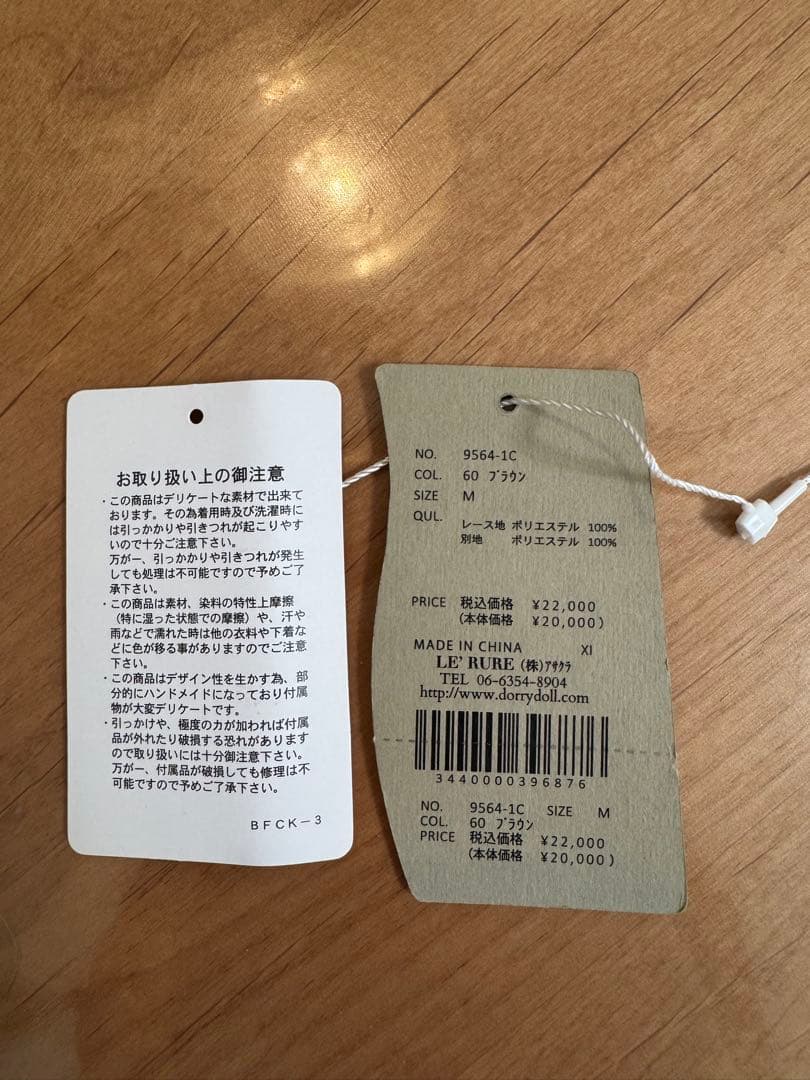 お取り扱い上の御注意
・この商品はデリケートな素材で出来て
おります。その為着用時及び洗濯時に
は引っかかりや引きつれが起こりやす
いので十分ご注意下さい。
万が一、引っかかりや引きつれが発生
しても処理は不可能ですので予めご了
承下さい。
・この商品は素材、染料の特性上摩擦
（特に湿った状態での摩擦）や、汗や
雨などで濡れた時は他の衣料や下着な
どに色が移る事がありますのでご注意
下さい。
・この商品はデザイン性を生かす為、部
分的にハンドメイドになっており付属
物が大変デリケートです。
・引っかけや、極度の力が加われば付属
品が外れたり破損する恐れがあります
ので取り扱いには十分御注意下さい。
万が一、付属品が破損しても修理は不
可能ですので予めご了承下さい。
ＢＦＣＫ－３
NO. 9564-1C
COL. 60 ﾌﾞﾗｳﾝ
SIZE M
QUL.
レース地 ポリエステル 100%
別地 ポリエステル 100%
PRICE 税込価格 ¥22,000
(本体価格 ¥20,000)
MADE IN CHINA XI
LE' RURE (株)ｱｻｸﾗ
TEL 06-6354-8904
http://www.dorrydoll.com
3440000396876
NO. 9564-1C SIZE M
COL. 60 ﾌﾞﾗｳﾝ
PRICE 税込価格 ¥22,000
(本体価格 ¥20,000)